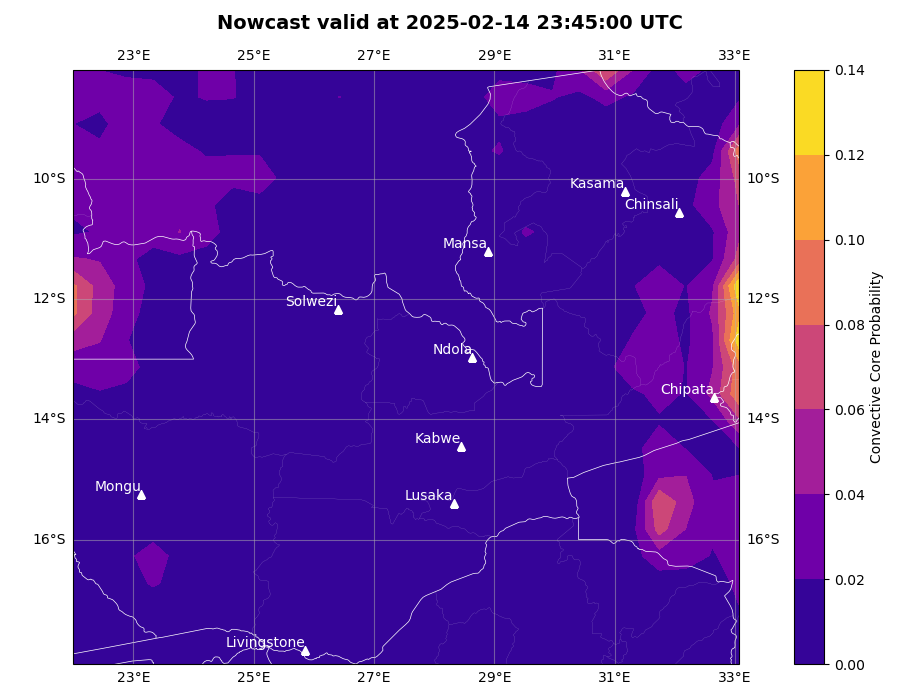 Nowcast valid at 2025-02-14 23:45:00 UTC
23°E 25°E 27°E 29°E 31°E 33°E
0.14
0.12
10°S 10°S
Kasama
Chinsali
Mansa
0.10
12°S 12°S
Solwezi
0.08
Ndola
Chipata
0.06
14°S 14°S
Kabwe
Mongu
Lusaka
0.04
16°S 16°S
0.02
Livingstone
0.00
23°E 25°E 27°E 29°E 31°E 33°E
Convective Core Probability